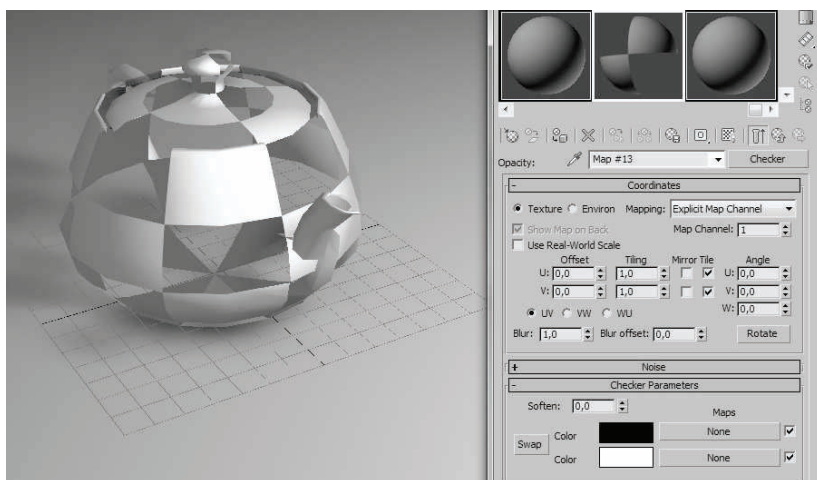 Opacity: Map #13 Checker
- Coordinates
Texture Environ Mapping: Explicit Map Channel
Show Map on Back Map Channel: 1
Use Real-World Scale
Offset Tiling Mirror Tile Angle
U: 0,0 1,0 U: 0,0
V: 0,0 1,0 V: 0,0
W: 0,0
UV VW WU
Blur: 1,0 Blur offset: 0,0 Rotate
+ Noise
- Checker Parameters
Soften: 0,0 Maps
Swap Color None
Color None